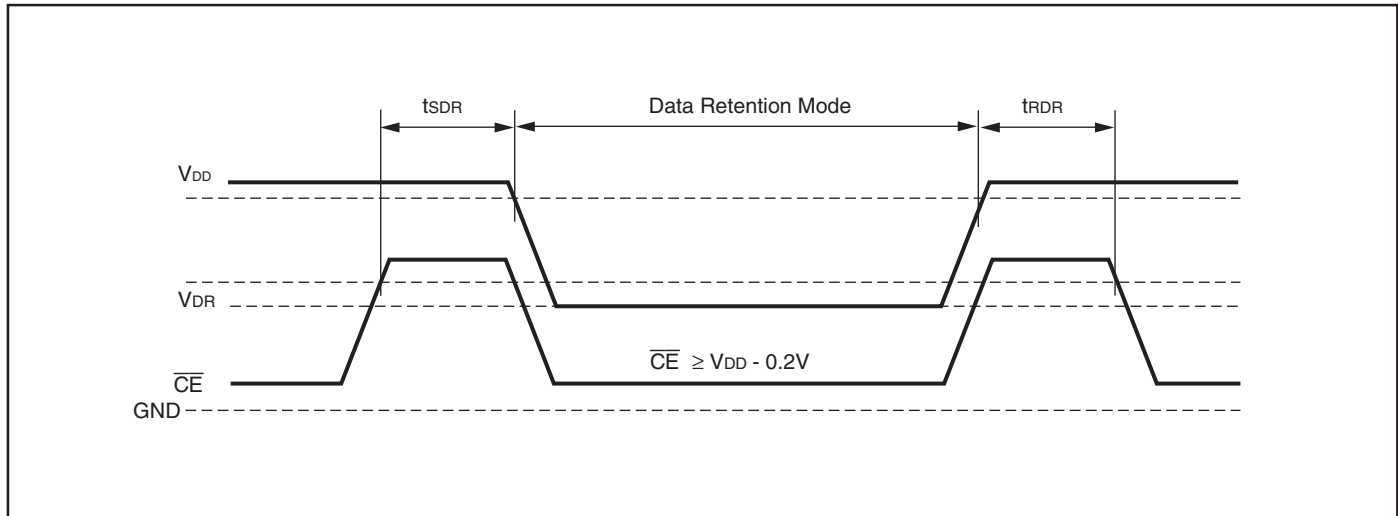 tSDR Data Retention Mode tRDR
VDD
VDR
CE ≥ VDD - 0.2V
CE
GND